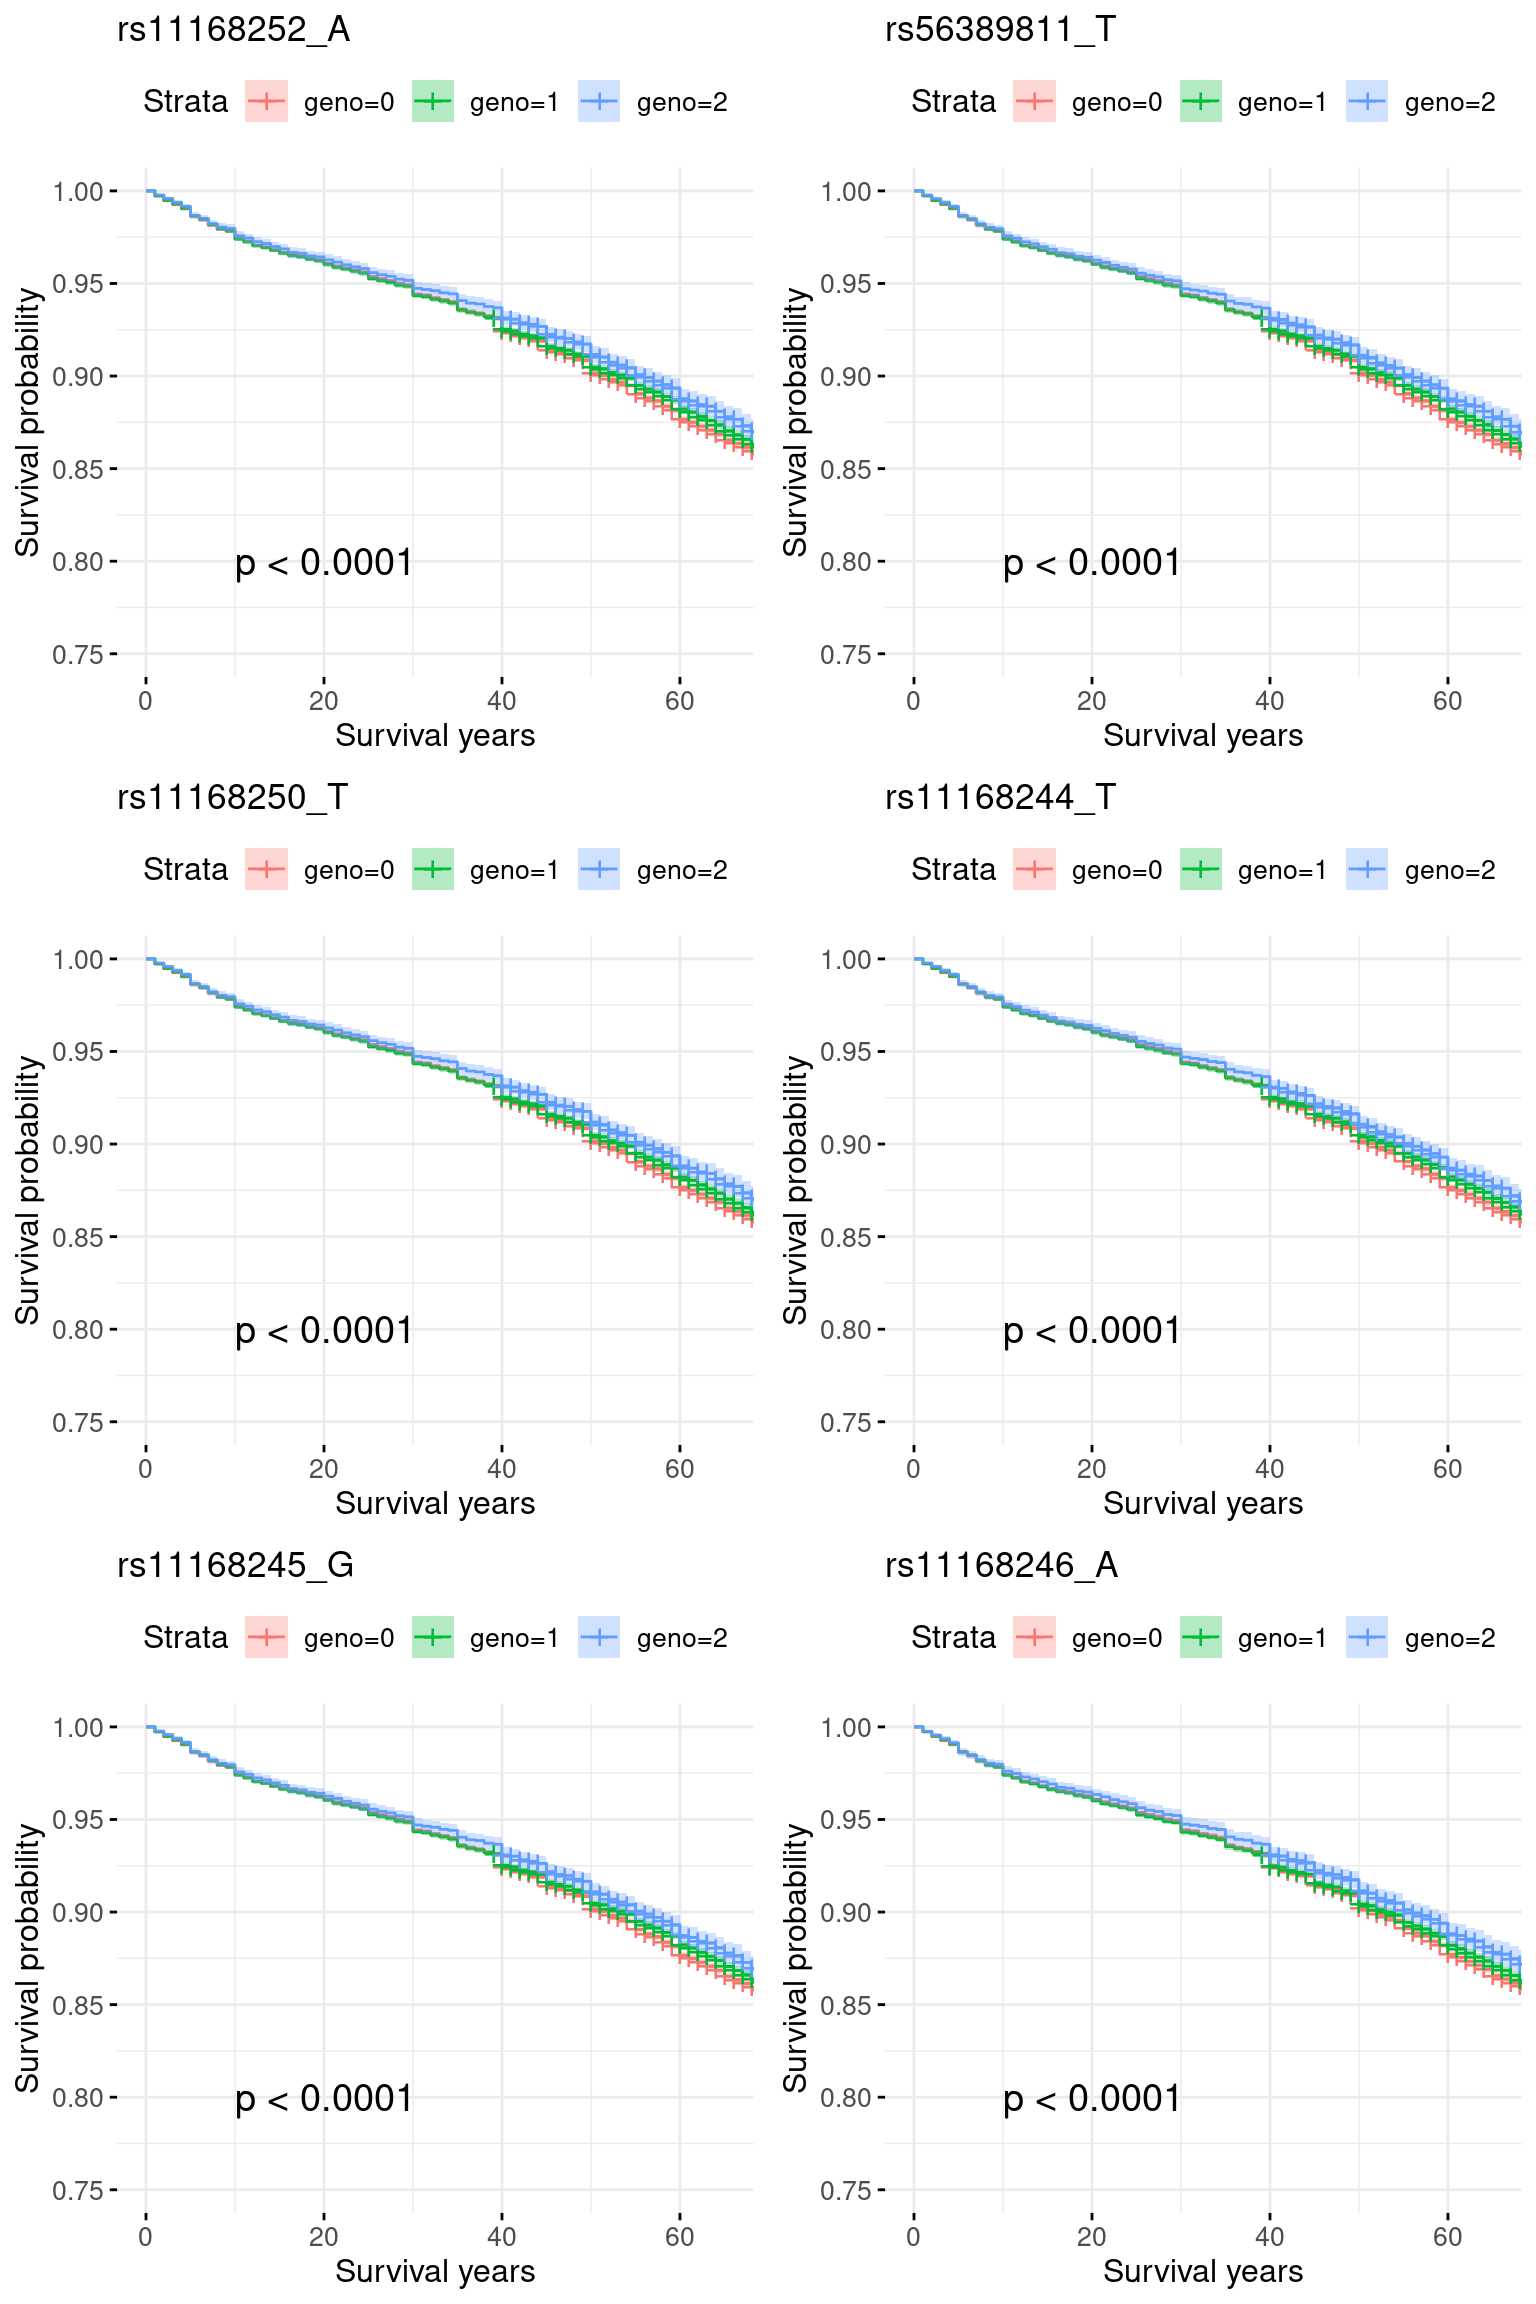 rs11168252_A
Strata geno=0 geno=1 geno=2
1.00
0.95
0.90
0.85
0.80
0.75
Survival probability
p < 0.0001
0 20 40 60
Survival years
rs56389811_T
Strata geno=0 geno=1 geno=2
1.00
0.95
0.90
0.85
0.80
0.75
Survival probability
p < 0.0001
0 20 40 60
Survival years
rs11168250_T
Strata geno=0 geno=1 geno=2
1.00
0.95
0.90
0.85
0.80
0.75
Survival probability
p < 0.0001
0 20 40 60
Survival years
rs11168244_T
Strata geno=0 geno=1 geno=2
1.00
0.95
0.90
0.85
0.80
0.75
Survival probability
p < 0.0001
0 20 40 60
Survival years
rs11168245_G
Strata geno=0 geno=1 geno=2
1.00
0.95
0.90
0.85
0.80
0.75
Survival probability
p < 0.0001
0 20 40 60
Survival years
rs11168246_A
Strata geno=0 geno=1 geno=2
1.00
0.95
0.90
0.85
0.80
0.75
Survival probability
p < 0.0001
0 20 40 60
Survival years